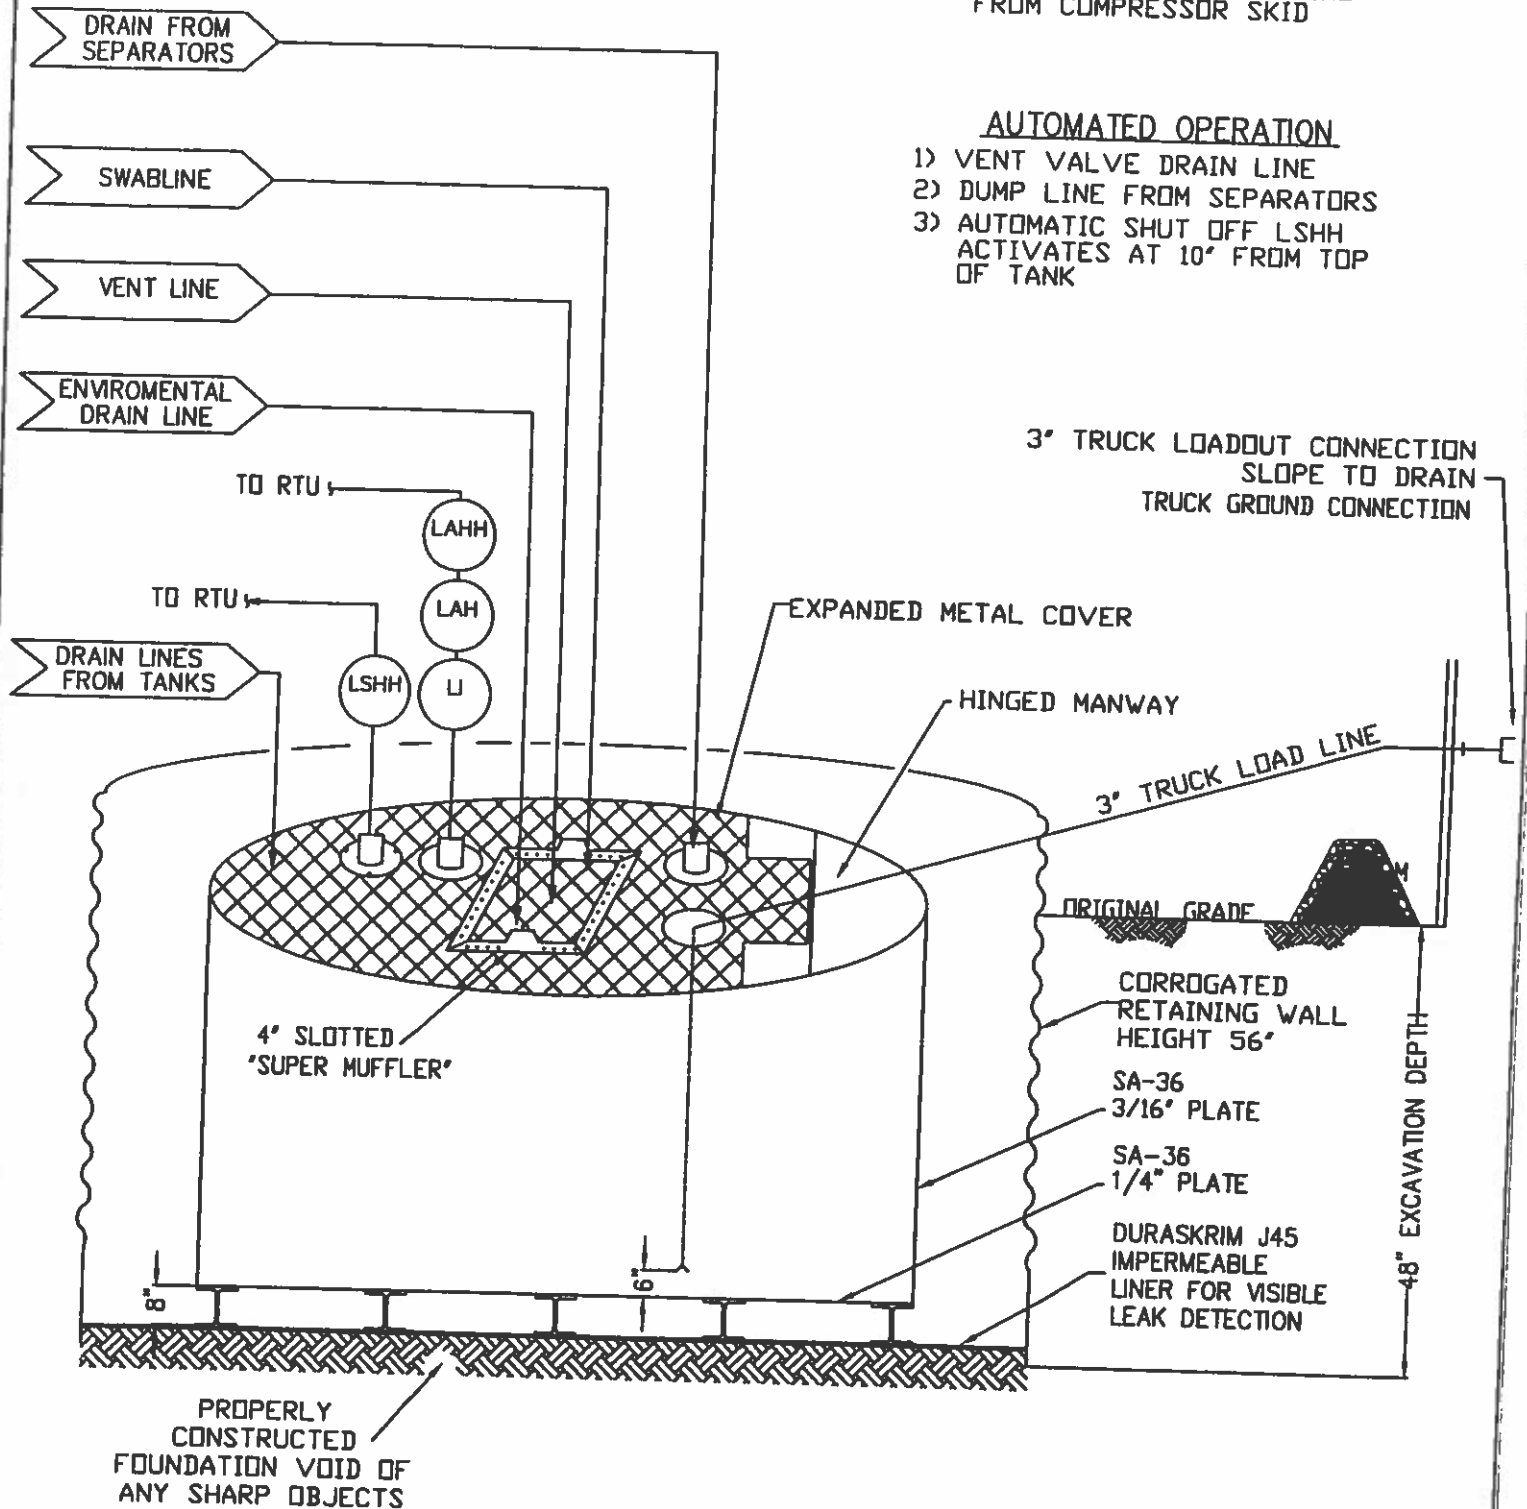 FROM COMPRESSOR SKID
DRAIN FROM
SEPARATORS
AUTOMATED OPERATION
1) VENT VALVE DRAIN LINE
2) DUMP LINE FROM SEPARATORS
3) AUTOMATIC SHUT OFF LSHH
ACTIVATES AT 10" FROM TOP
OF TANK
SWABLINE
VENT LINE
ENVIROMENTAL
DRAIN LINE
3" TRUCK LOADOUT CONNECTION
SLOPE TO DRAIN
TRUCK GROUND CONNECTION
TO RTU
LAHH
TO RTU
LAH
EXPANDED METAL COVER
DRAIN LINES
FROM TANKS
LSHH
LI
HINGED MANWAY
3" TRUCK LOAD LINE
M
ORIGINAL GRADE
CORROGATED
RETAINING WALL
HEIGHT 56"
4" SLOTTED
"SUPER MUFFLER"
SA-36
3/16" PLATE
SA-36
1/4" PLATE
48" EXCAVATION DEPTH
DURASKRIM J45
IMPERMEABLE
LINER FOR VISIBLE
LEAK DETECTION
8"
6"
PROPERLY
CONSTRUCTED
FOUNDATION VOID OF
ANY SHARP OBJECTS